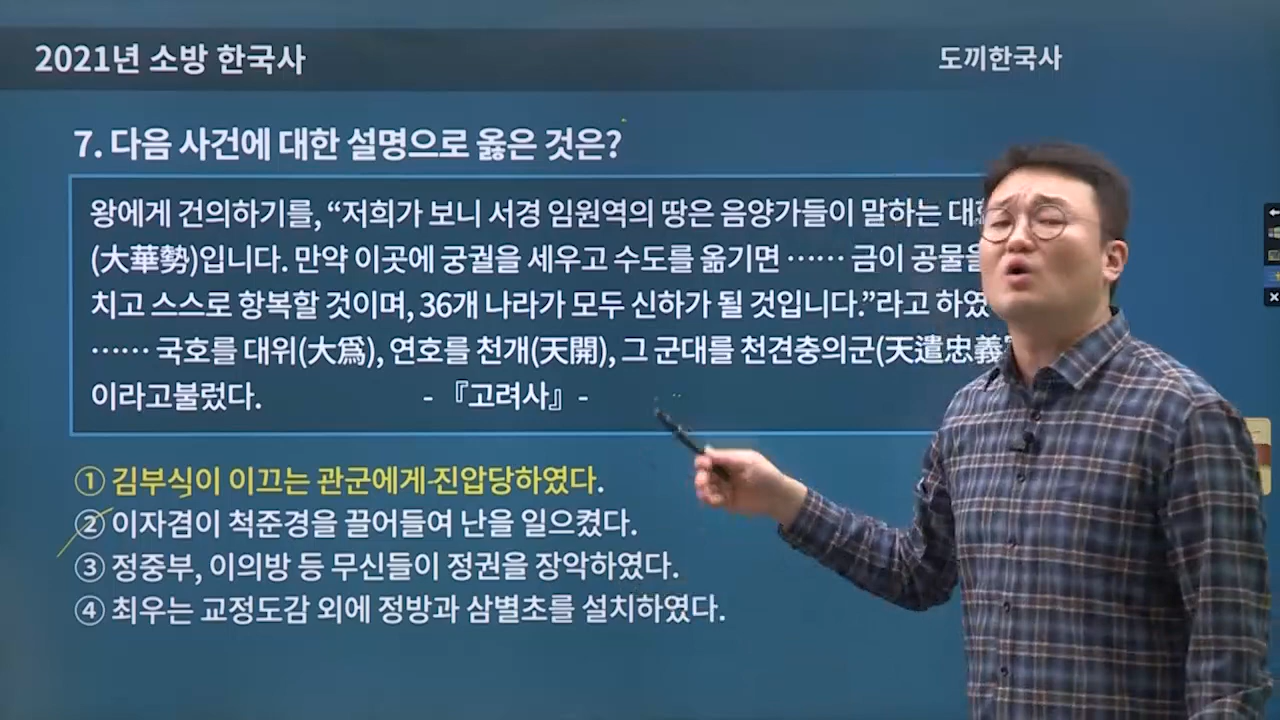 2021년 소방 한국사
도끼한국사
7. 다음 사건에 대한 설명으로 옳은 것은?
왕에게 건의하기를, “저희가 보니 서경 임원역의 땅은 음양가들이 말하는
(大華勢)입니다. 만약 이곳에 궁궐을 세우고 수도를 옮기면 …… 금이 공물을
치고 스스로 항복할 것이며, 36개 나라가 모두 신하가 될 것입니다.”라고 하였
…… 국호를 대위(大爲), 연호를 천개(天開), 그 군대를 천견충의군(天遣忠義
이라고불렀다. - 『고려사』 -
① 김부식이 이끄는 관군에게 진압당하였다.
② 이자겸이 척준경을 끌어들여 난을 일으켰다.
③ 정중부, 이의방 등 무신들이 정권을 장악하였다.
④ 최우는 교정도감 외에 정방과 삼별초를 설치하였다.